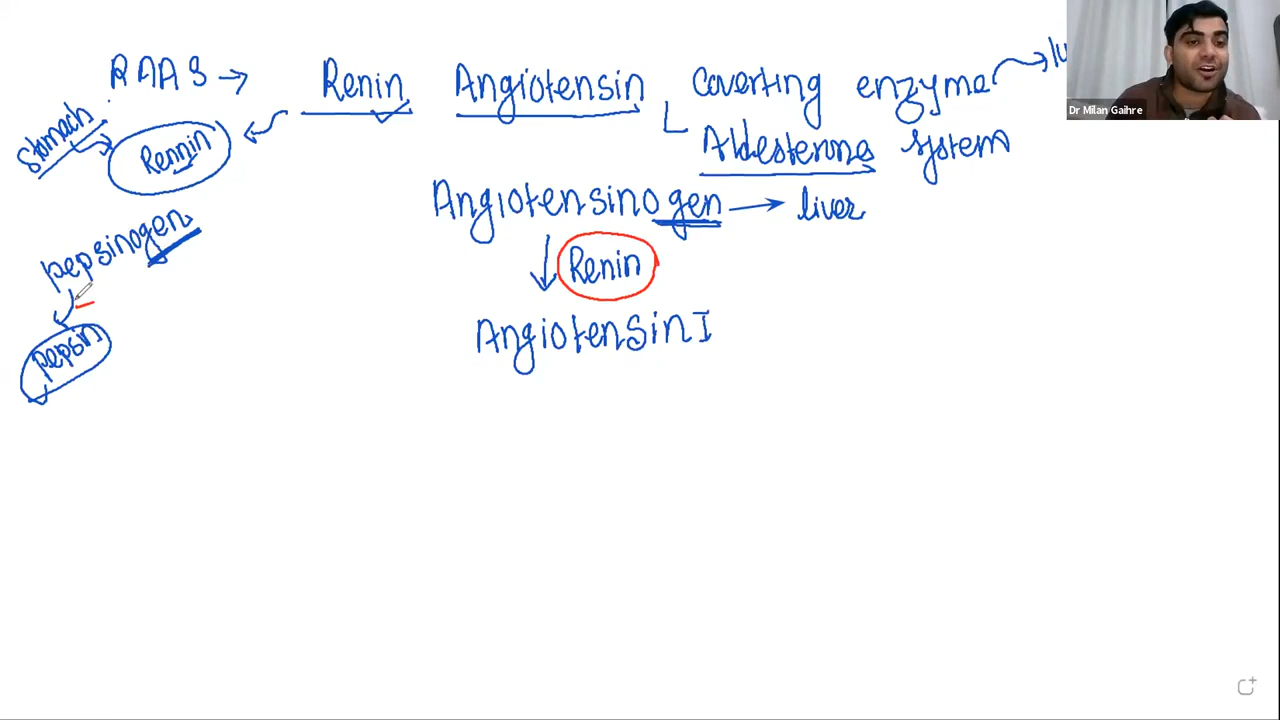 RAAS → Renin Angiotensin Coverting enzyme
Dr Milan Gaihre
Stomach
Rennin
Aldesterone system
Angiotensinogen → liver
pepsinogen
Renin
Angiotensin I
pepsin